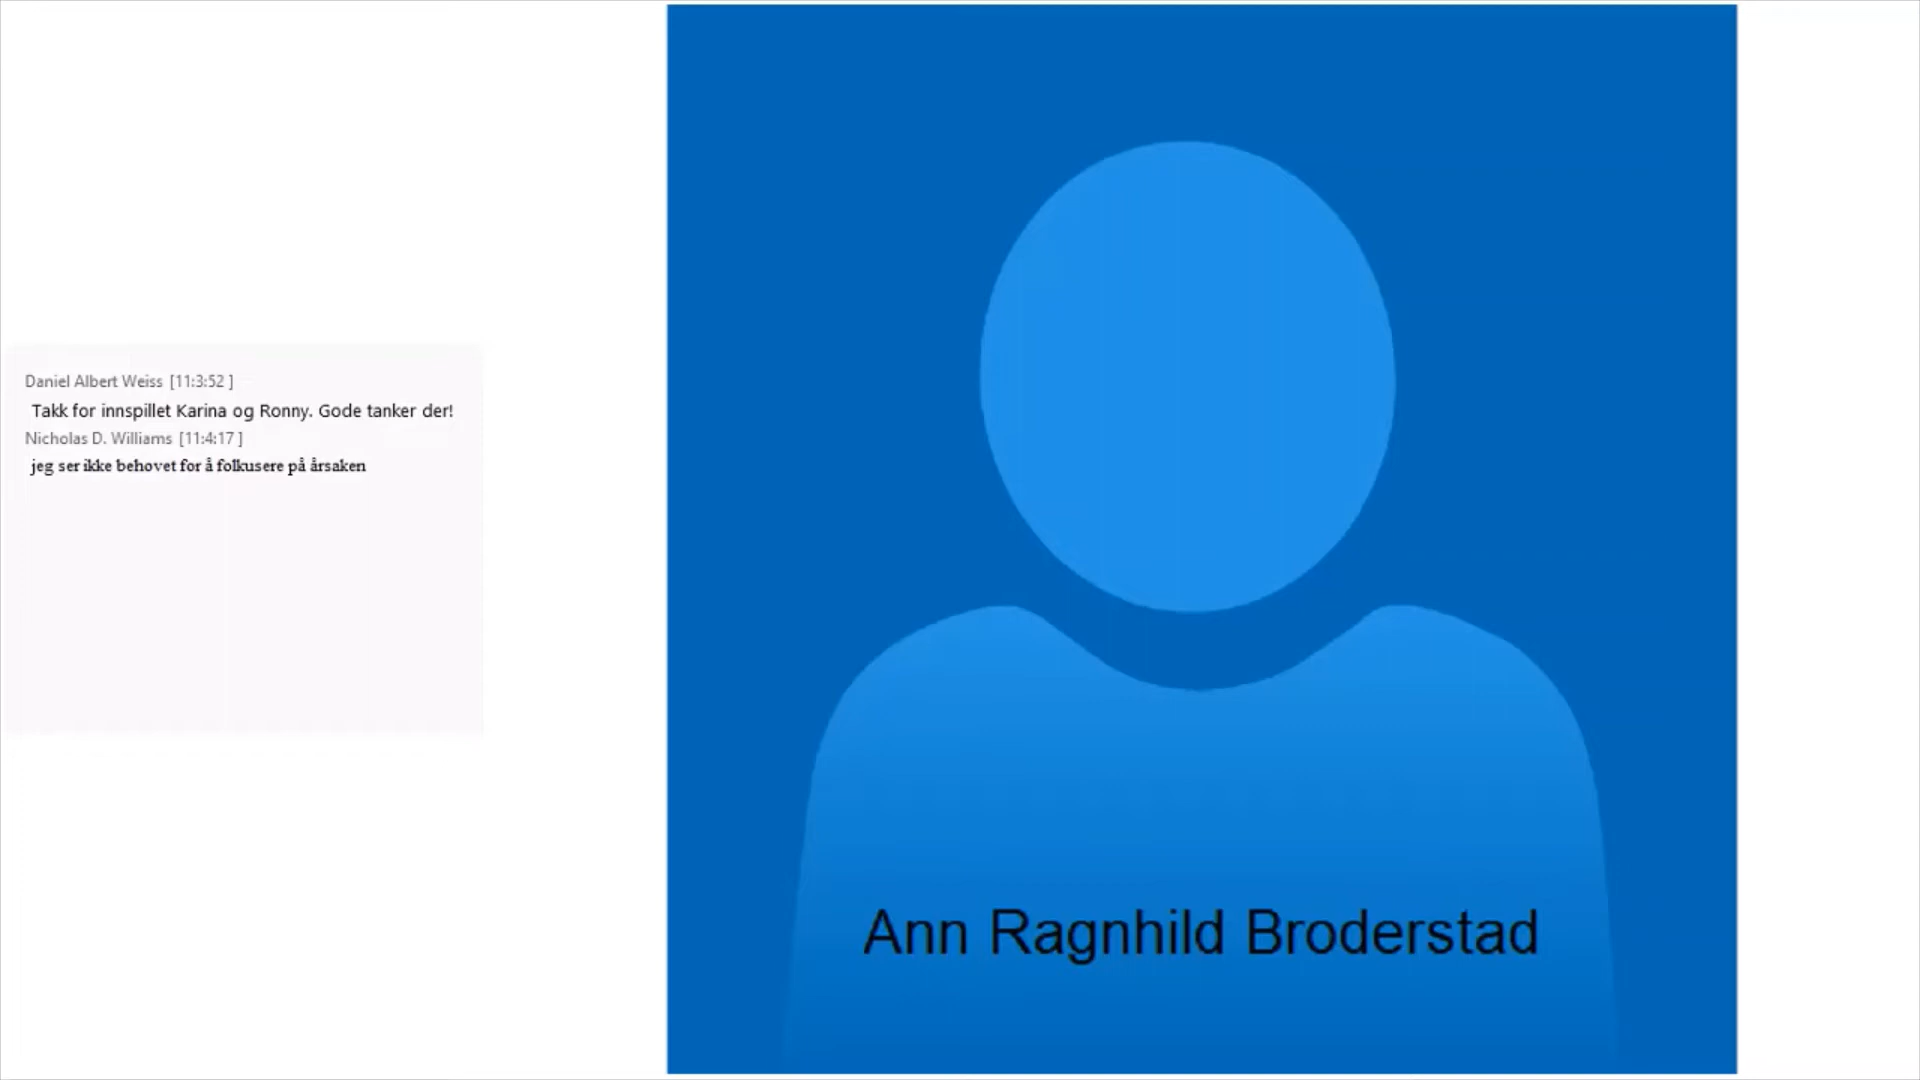 Daniel Albert Weiss [11:3:52 ]
Takk for innspillet Karina og Ronny. Gode tanker der!
Nicholas D. Williams [11:4:17 ]
jeg ser ikke behovet for å folkusere på årsaken
Ann Ragnhild Broderstad